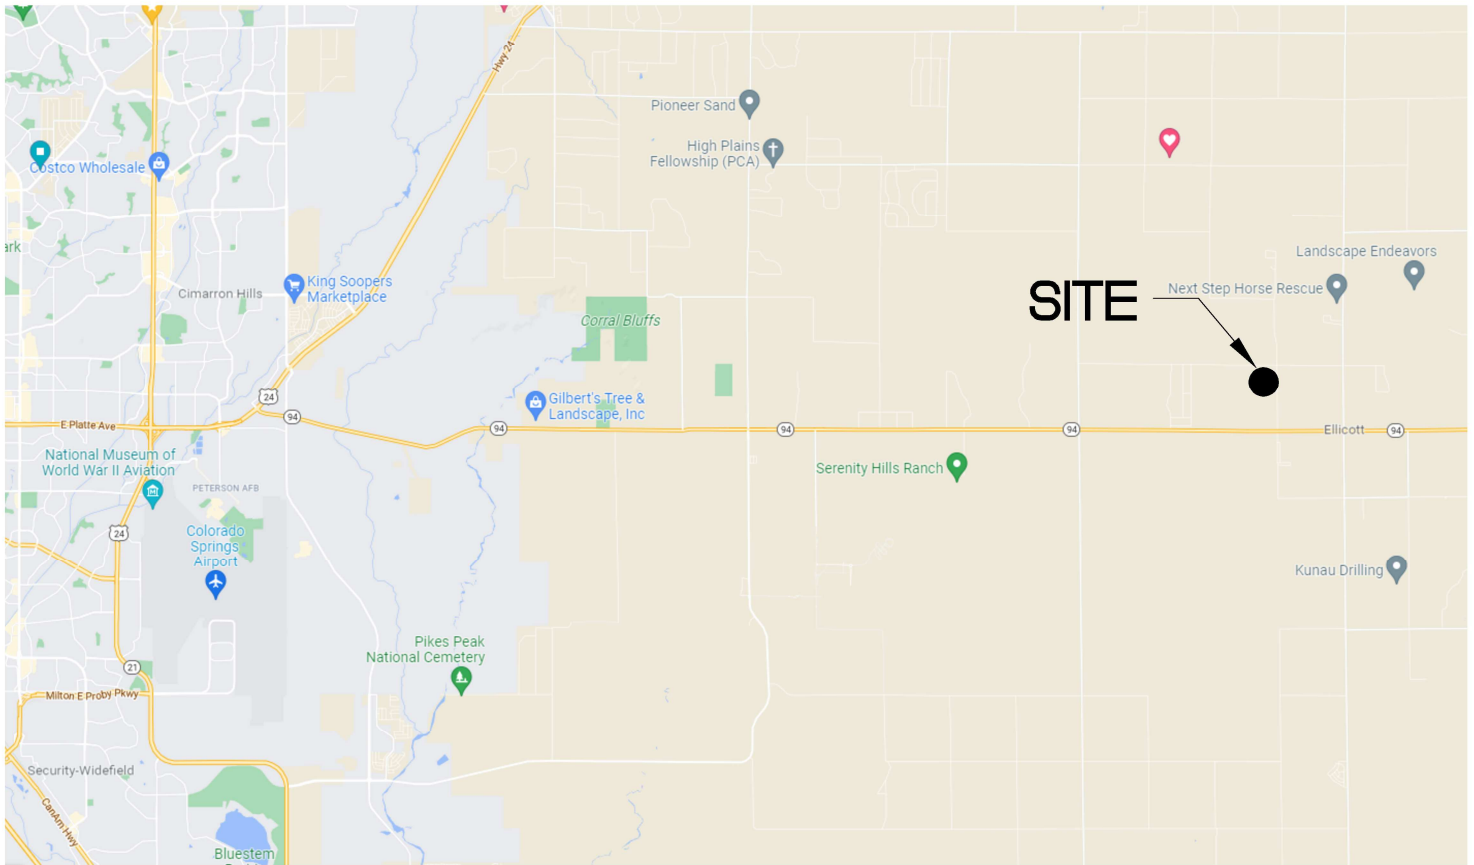 Hwy 24
Pioneer Sand
High Plains
Fellowship (PCA)
Costco Wholesale
ark
Landscape Endeavors
King Soopers
Marketplace
Cimarron Hills
Next Step Horse Rescue
SITE
Corral Bluffs
24
94
Gilbert's Tree &
Landscape, Inc
E Platte Ave
94
94
94
Ellicott
94
National Museum of
World War II Aviation
Serenity Hills Ranch
PETERSON AFB
24
Colorado
Springs
Airport
Kunau Drilling
Pikes Peak
National Cemetery
21
Milton E Proby Pkwy
Security-Widefield
CanAm Hwy
Bluestem